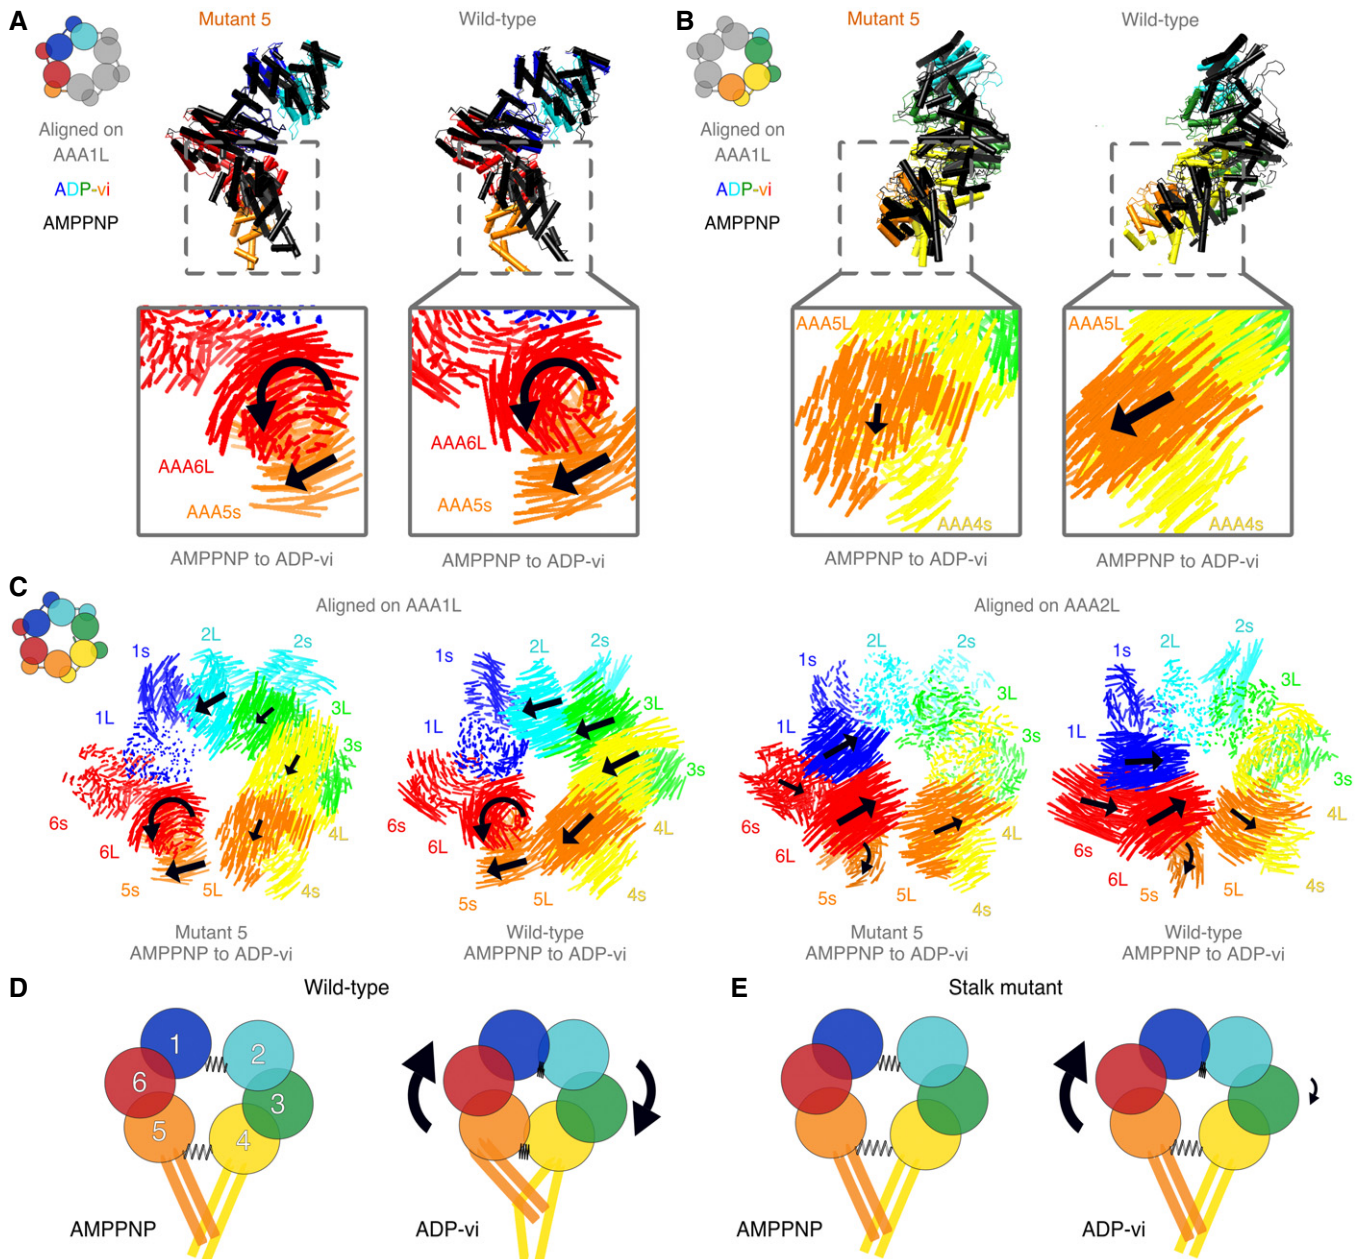 A
Mutant 5
Wild-type
Aligned on
AAA1L
ADP-vi
AMPPNP
AAA6L
AAA5s
AAA6L
AAA5s
AMPPNP to ADP-vi
AMPPNP to ADP-vi
B
Mutant 5
Wild-type
Aligned on
AAA1L
ADP-vi
AMPPNP
AAA5L
AAA4s
AAA5L
AAA4s
AMPPNP to ADP-vi
AMPPNP to ADP-vi
C
Aligned on AAA1L
Aligned on AAA2L
1s
2L
2s
1L
3L
3s
6s
6L
4L
5s
5L
4s
Mutant 5
AMPPNP to ADP-vi
1s
2L
2s
1L
3L
3s
6s
6L
4L
5s
5L
4s
Wild-type
AMPPNP to ADP-vi
1s
2L
2s
1L
3L
3s
6s
6L
4L
5s
5L
4s
Mutant 5
AMPPNP to ADP-vi
1s
2L
2s
1L
3L
3s
6s
6L
4L
5s
5L
4s
Wild-type
AMPPNP to ADP-vi
D
Wild-type
1
2
6
3
5
4
AMPPNP
ADP-vi
E
Stalk mutant
AMPPNP
ADP-vi